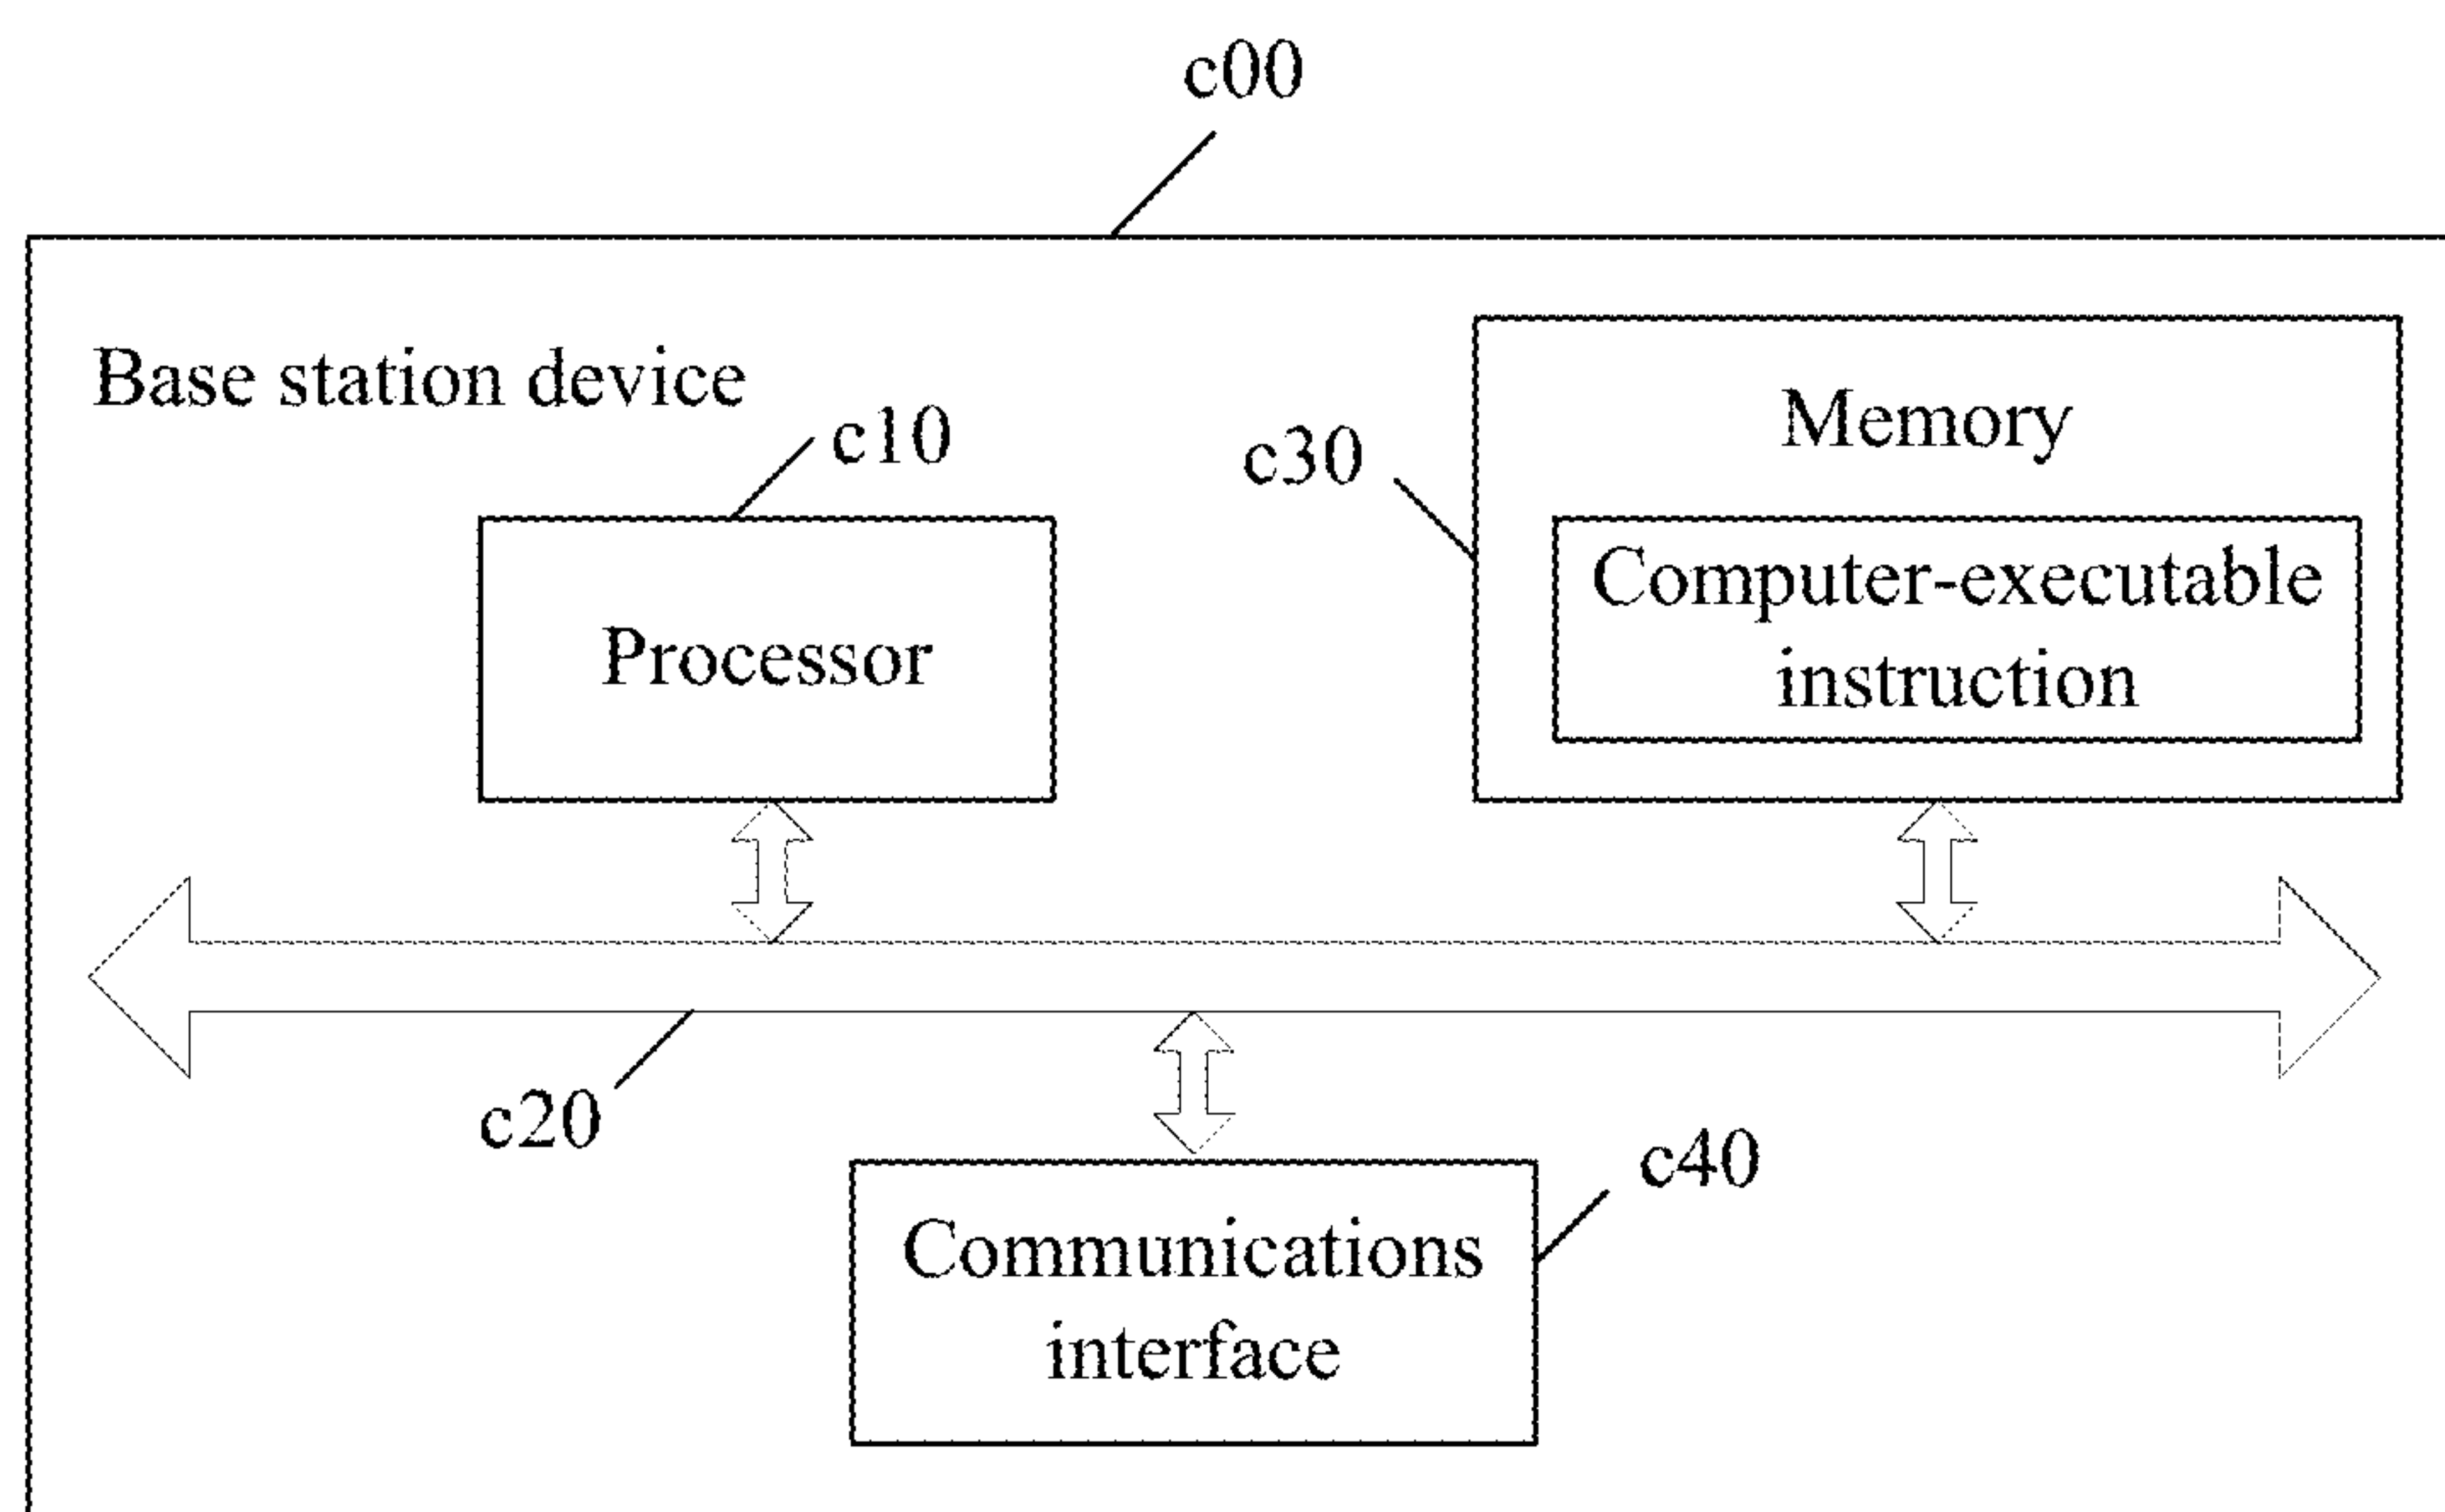 c00
Base station device
c10
c30
Memory
Computer-executable
instruction
Processor
c20
c40
Communications
interface